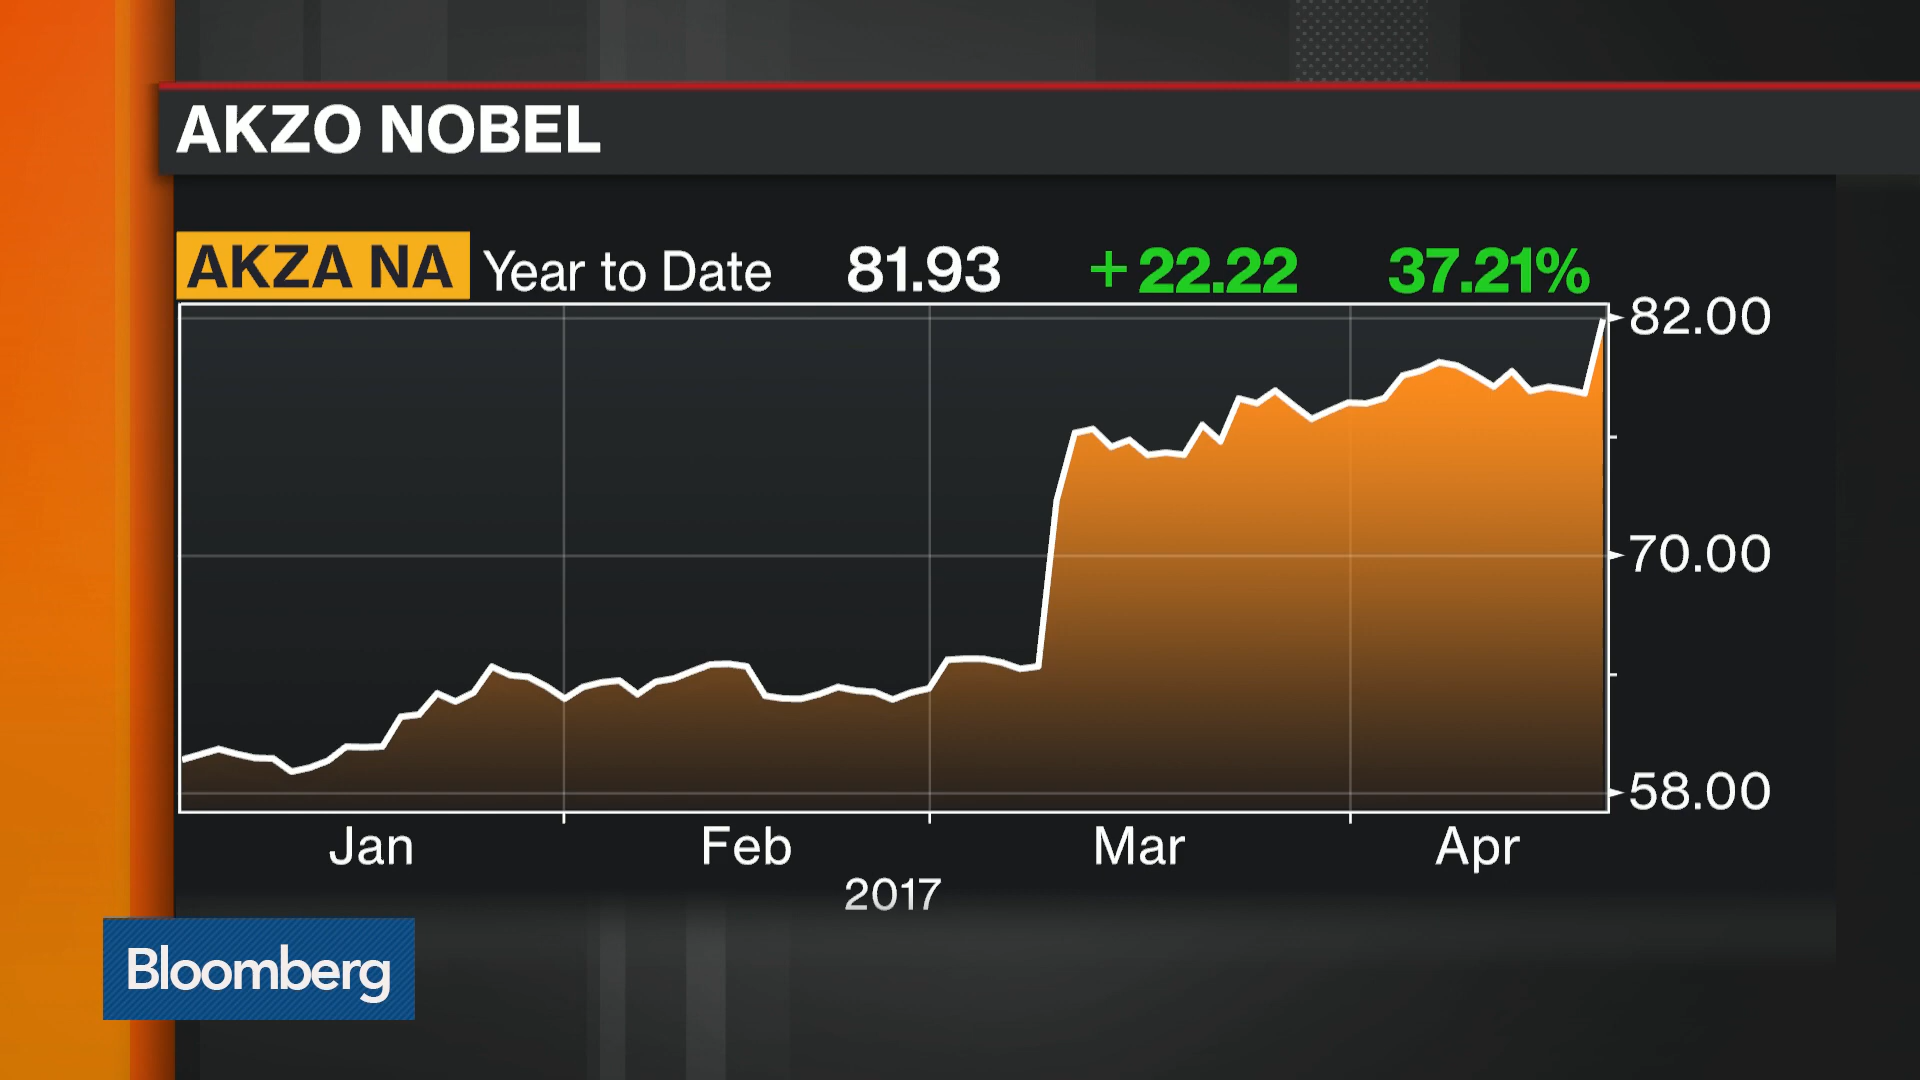 AKZO NOBEL
AKZA NA Year to Date 81.93 +22.22 37.21%
82.00
70.00
58.00
Jan Feb Mar Apr
2017
Bloomberg